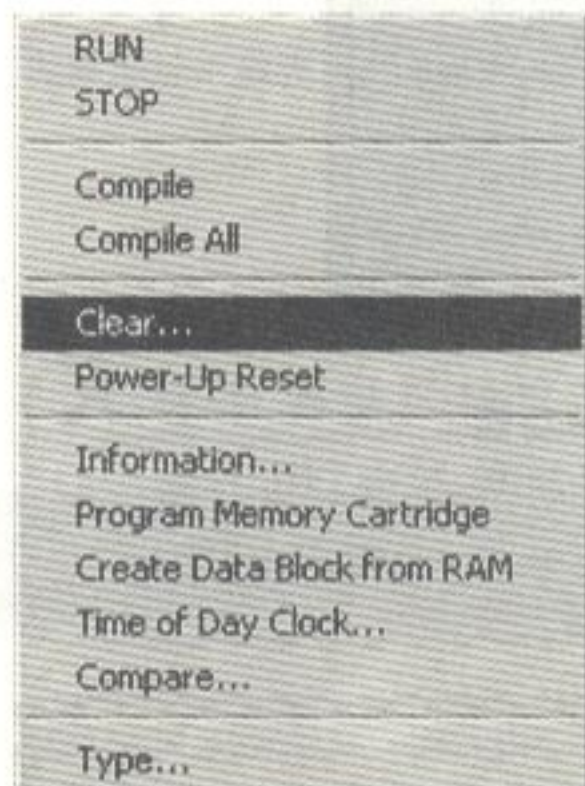 RUN
STOP
Compile
Compile All
Clear...
Power-Up Reset
Information...
Program Memory Cartridge
Create Data Block from RAM
Time of Day Clock...
Compare...
Type...